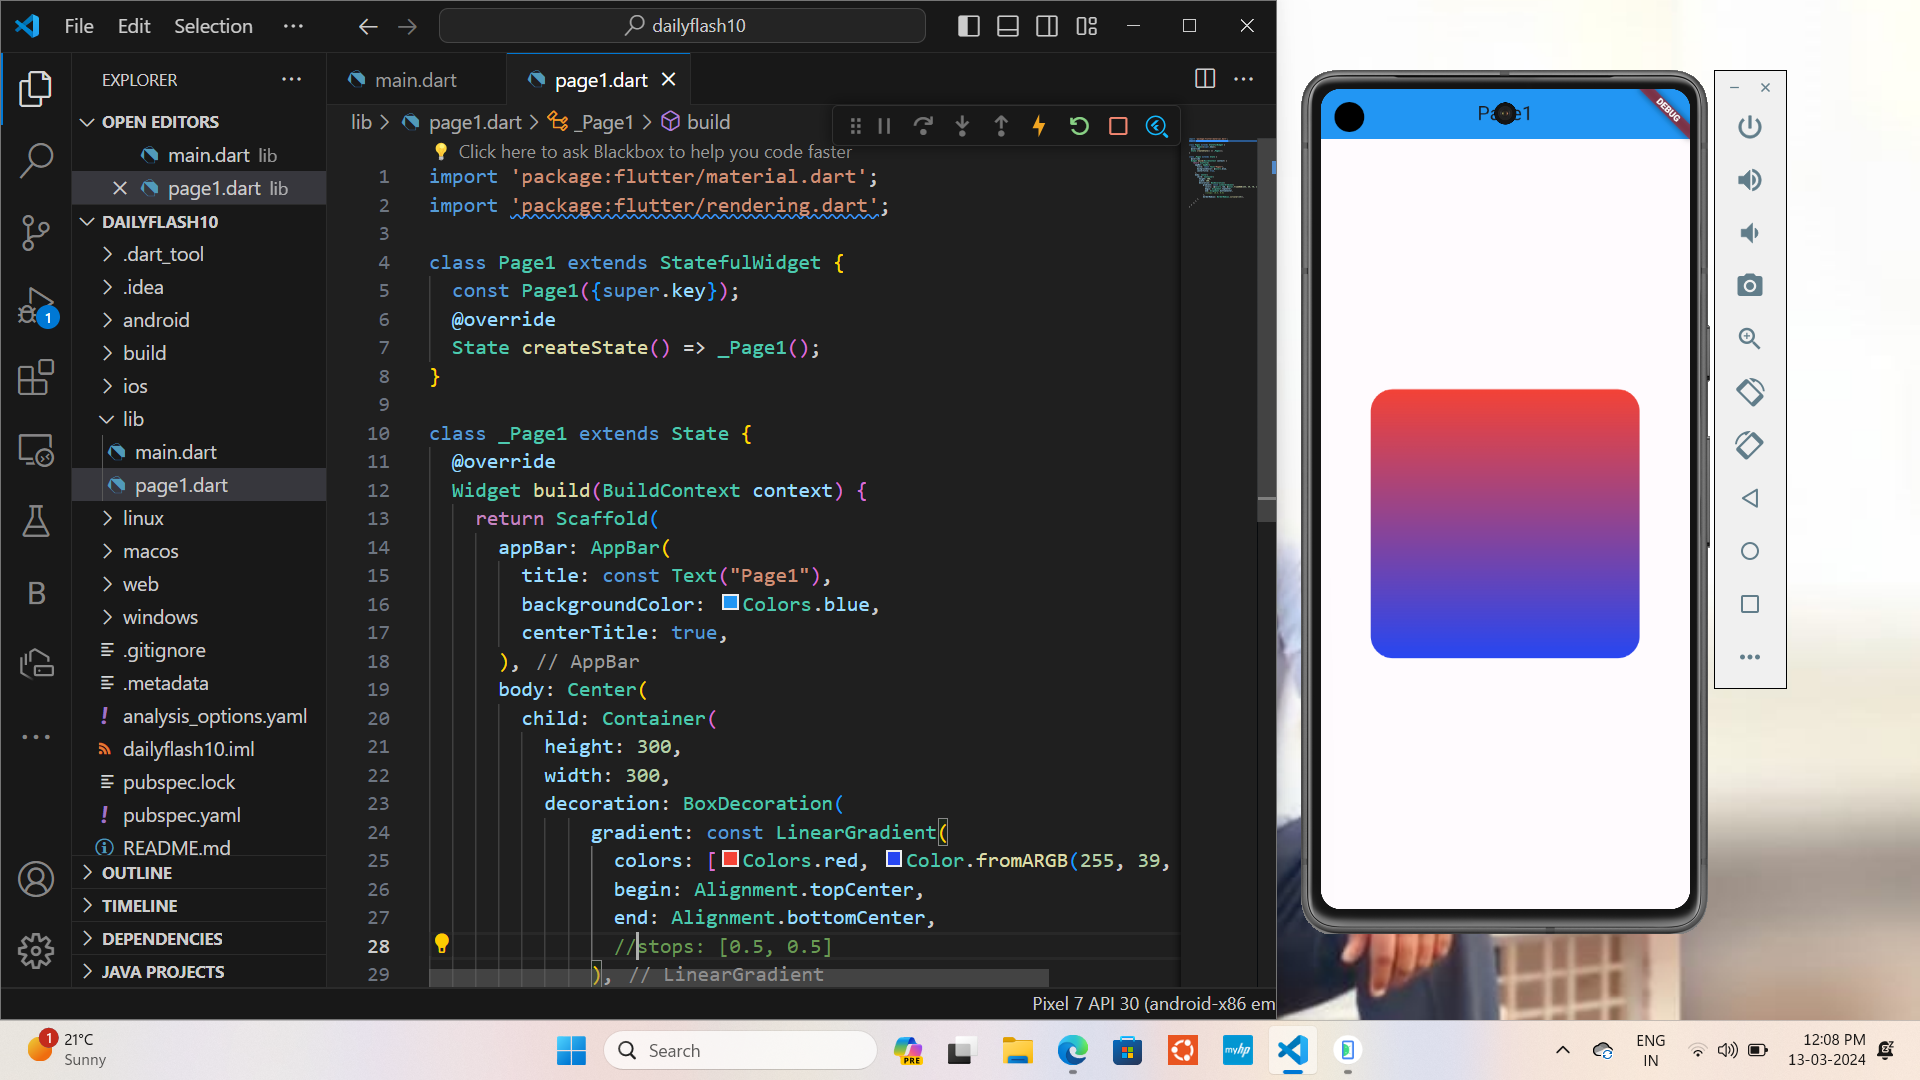 File Edit Selection ···
dailyflash10
EXPLORER ···
OPEN EDITORS
main.dart lib
page1.dart lib
DAILYFLASH10
.dart_tool
.idea
android
build
ios
lib
main.dart
page1.dart
linux
macos
web
windows
.gitignore
.metadata
analysis_options.yaml
dailyflash10.iml
pubspec.lock
pubspec.yaml
README.md
OUTLINE
TIMELINE
DEPENDENCIES
JAVA PROJECTS
1
B
main.dart
page1.dart
lib > page1.dart > _Page1 > build
Click here to ask Blackbox to help you code faster
1 import 'package:flutter/material.dart';
2 import 'package:flutter/rendering.dart';
3
4 class Page1 extends StatefulWidget {
5 const Page1({super.key});
6 @override
7 State createState() => _Page1();
8 }
9
10 class _Page1 extends State {
11 @override
12 Widget build(BuildContext context) {
13 return Scaffold(
14 appBar: AppBar(
15 title: const Text("Page1"),
16 backgroundColor: Colors.blue,
17 centerTitle: true,
18 ), // AppBar
19 body: Center(
20 child: Container(
21 height: 300,
22 width: 300,
23 decoration: BoxDecoration(
24 gradient: const LinearGradient(
25 colors: [Colors.red, Color.fromARGB(255, 39,
26 begin: Alignment.topCenter,
27 end: Alignment.bottomCenter,
28 //stops: [0.5, 0.5]
29 ), // LinearGradient
Pixel 7 API 30 (android-x86 em
Page1
DEBUG
1
21°C
Sunny
Search
PRE
myhp
ENG
IN
12:08 PM
13-03-2024